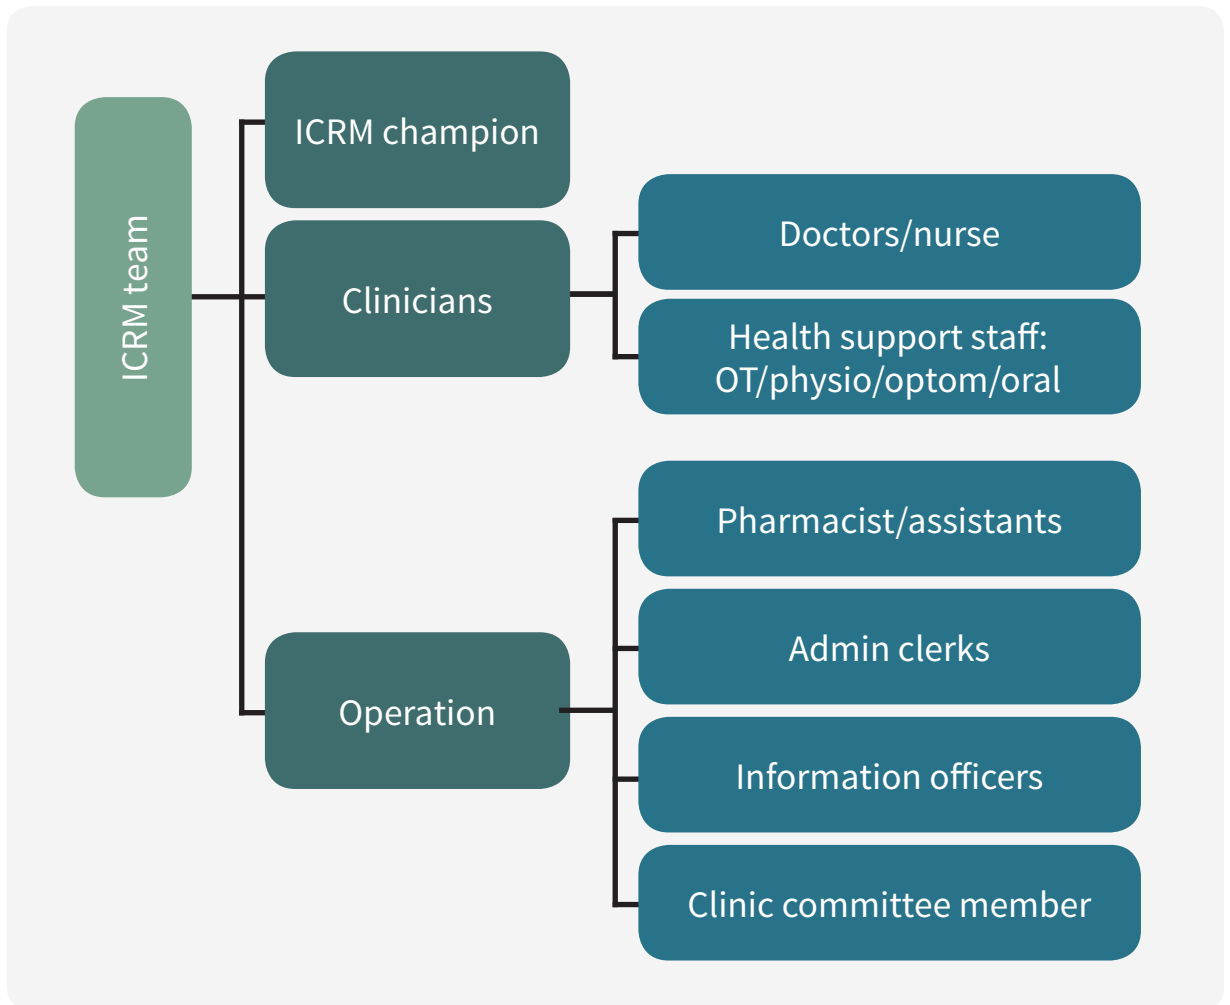 ICRM team
ICRM champion
Clinicians
Doctors/nurse
Health support staff:
OT/physio/optom/oral
Operation
Pharmacist/assistants
Admin clerks
Information officers
Clinic committee member